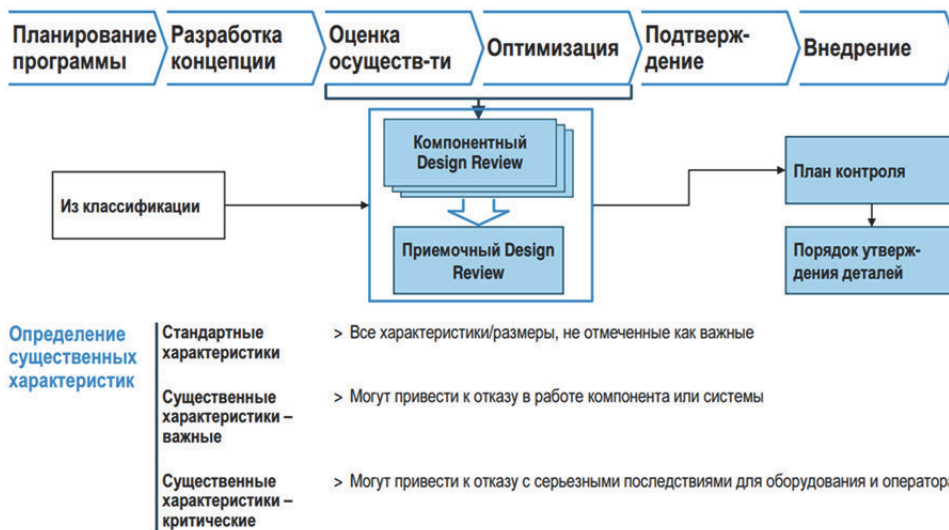 Планирование
программы
Разработка
концепции
Оценка
осуществ-ти
Оптимизация
Подтверж-
дение
Внедрение
Компонентный
Design Review
Из классификации
План контроля
Приемочный Design
Review
Порядок утверж-
дения деталей
Определение
существенных
характеристик
Стандартные
характеристики
> Все характеристики/размеры, не отмеченные как важные
Существенные
характеристики –
важные
> Могут привести к отказу в работе компонента или системы
Существенные
характеристики –
критические
> Могут привести к отказу с серьезными последствиями для оборудования и оператора